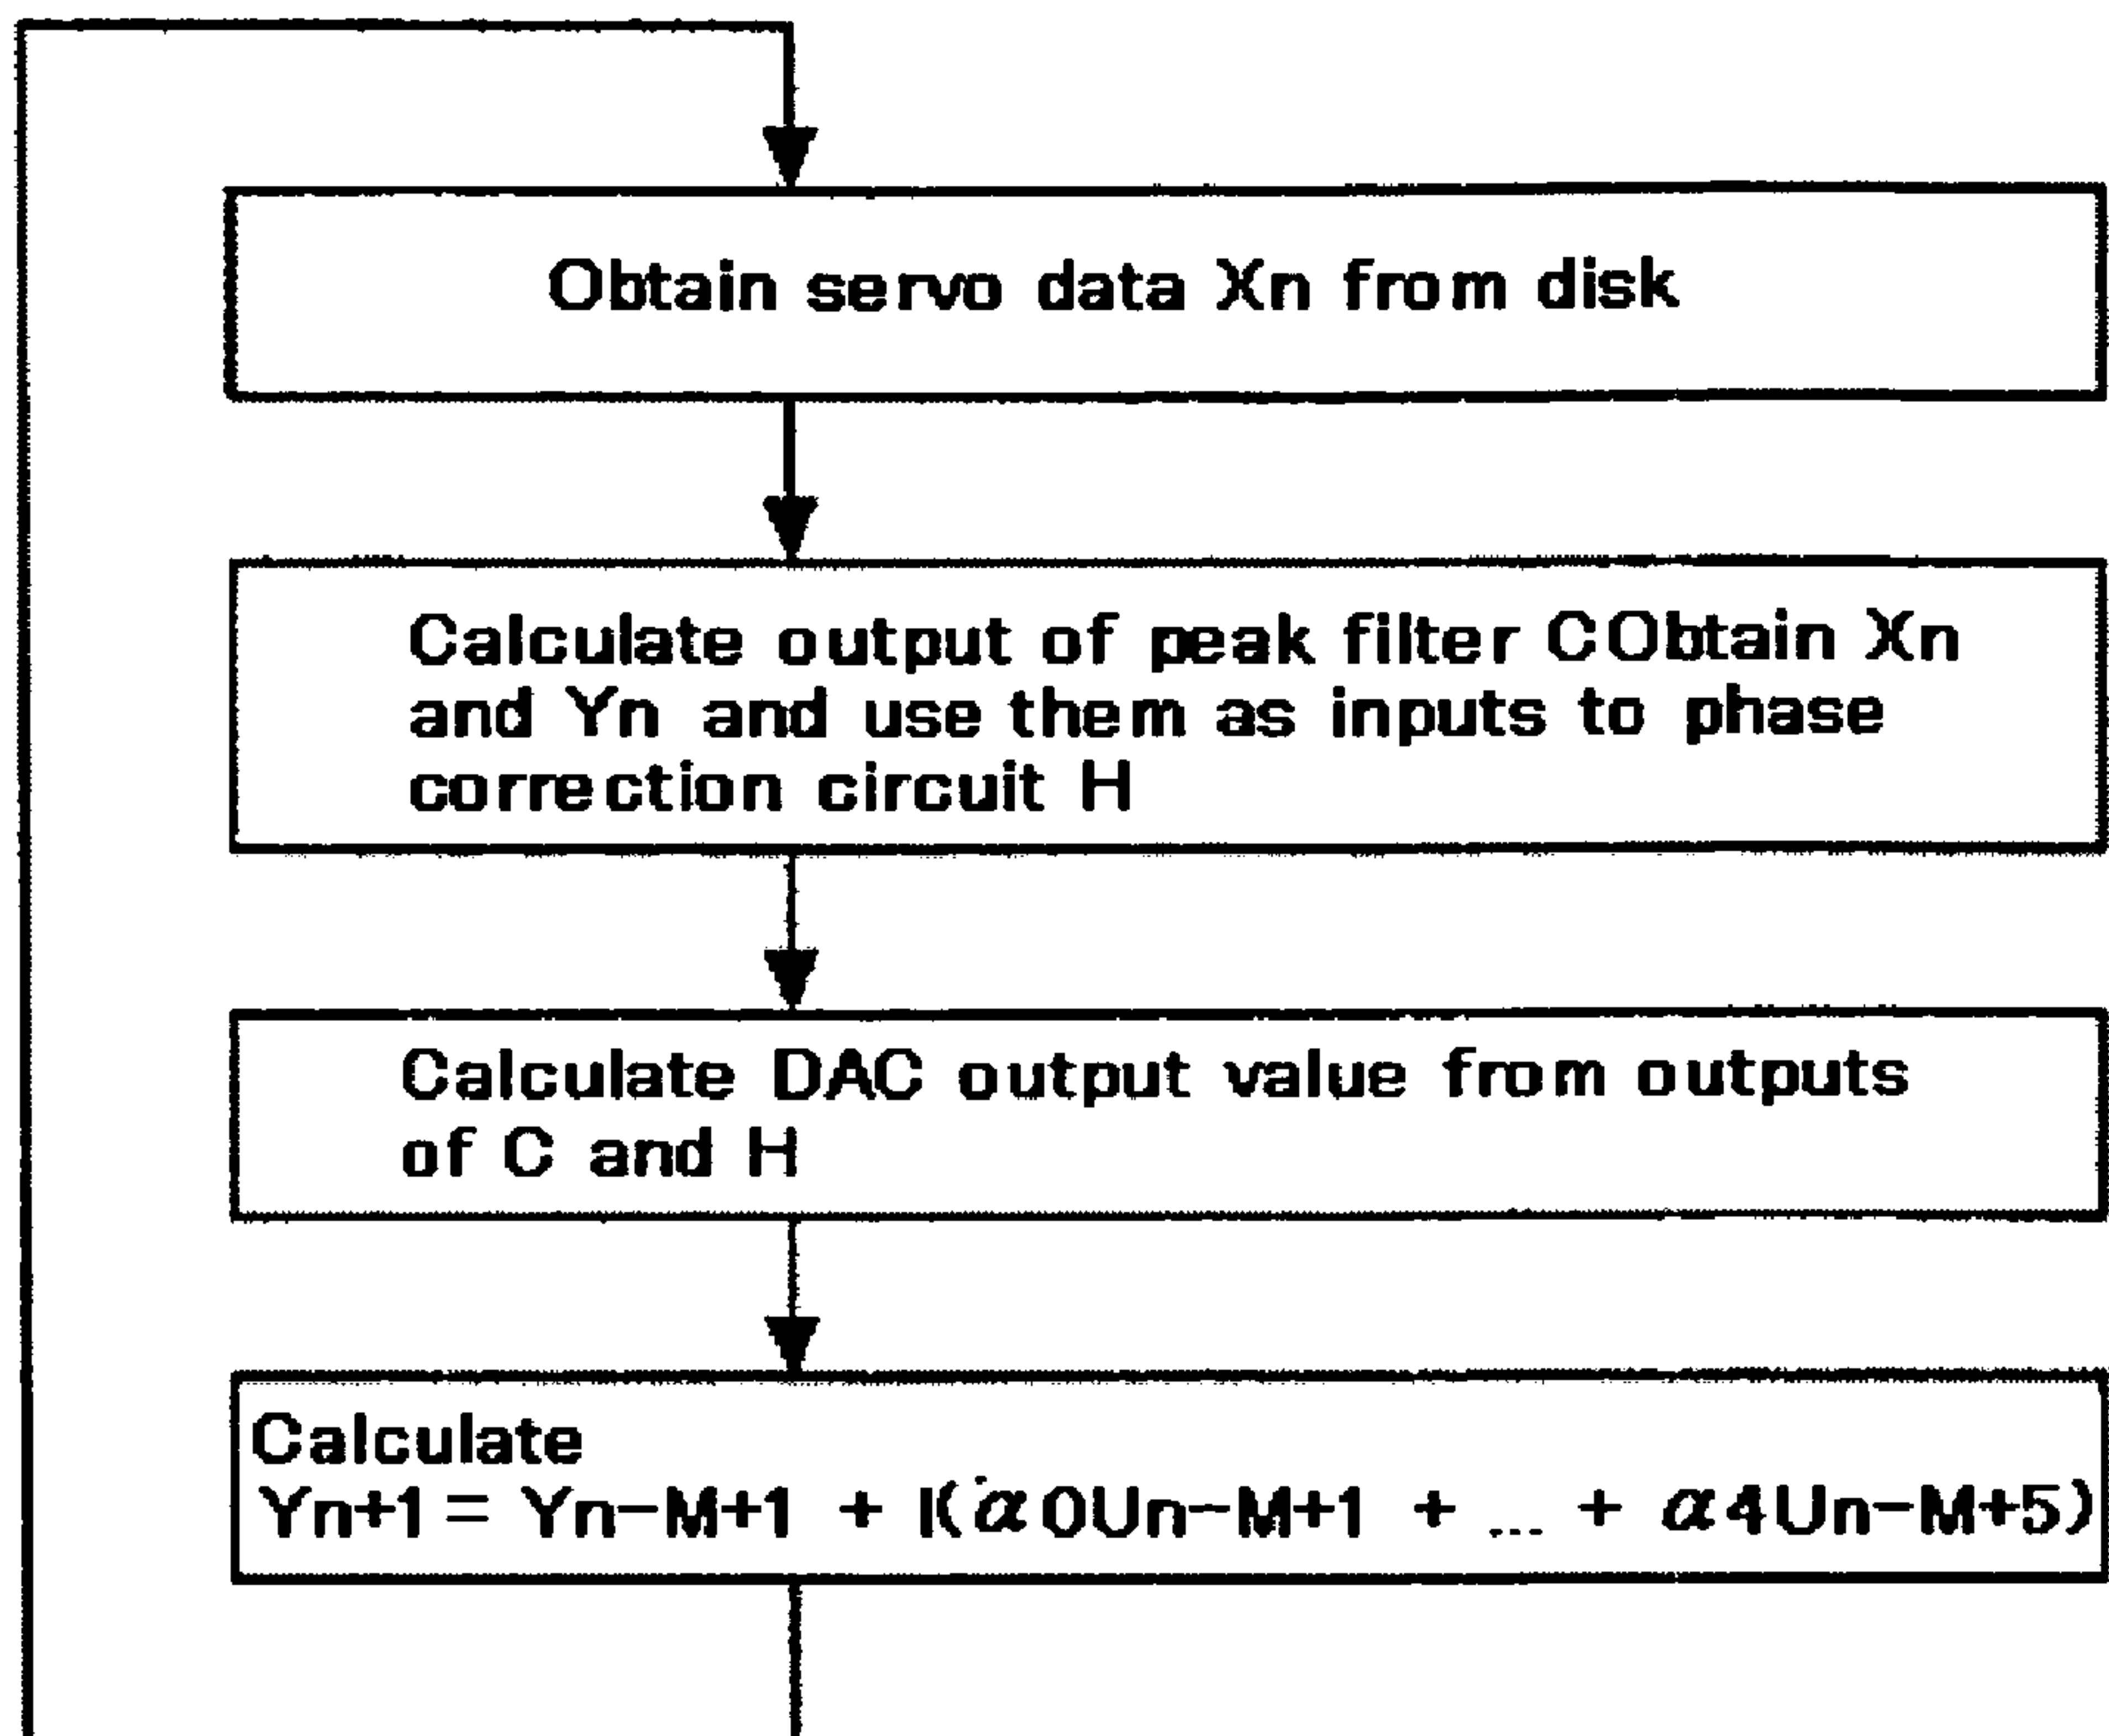 Obtain servo data Xn from disk
Calculate output of peak filter CObtain Xn
and Yn and use them as inputs to phase
correction circuit H
Calculate DAC output value from outputs
of C and H
Calculate
Yn+1 = Yn-M+1 + K(α0Un-M+1 + ... + α4Un-M+5)